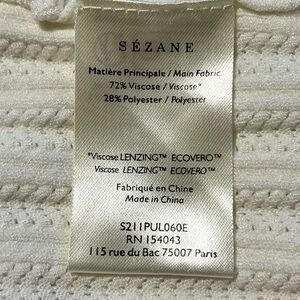 SÉZANE
Matière Principale / Main Fabric
72% Viscose / Viscose*
28% Polyester / Polyester
*Viscose LENZING™ ECOVERO™
Viscose LENZING™ ECOVERO™
Fabriqué en Chine
Made in China
S211PUL060E
RN 154043
115 rue du Bac 75007 Paris